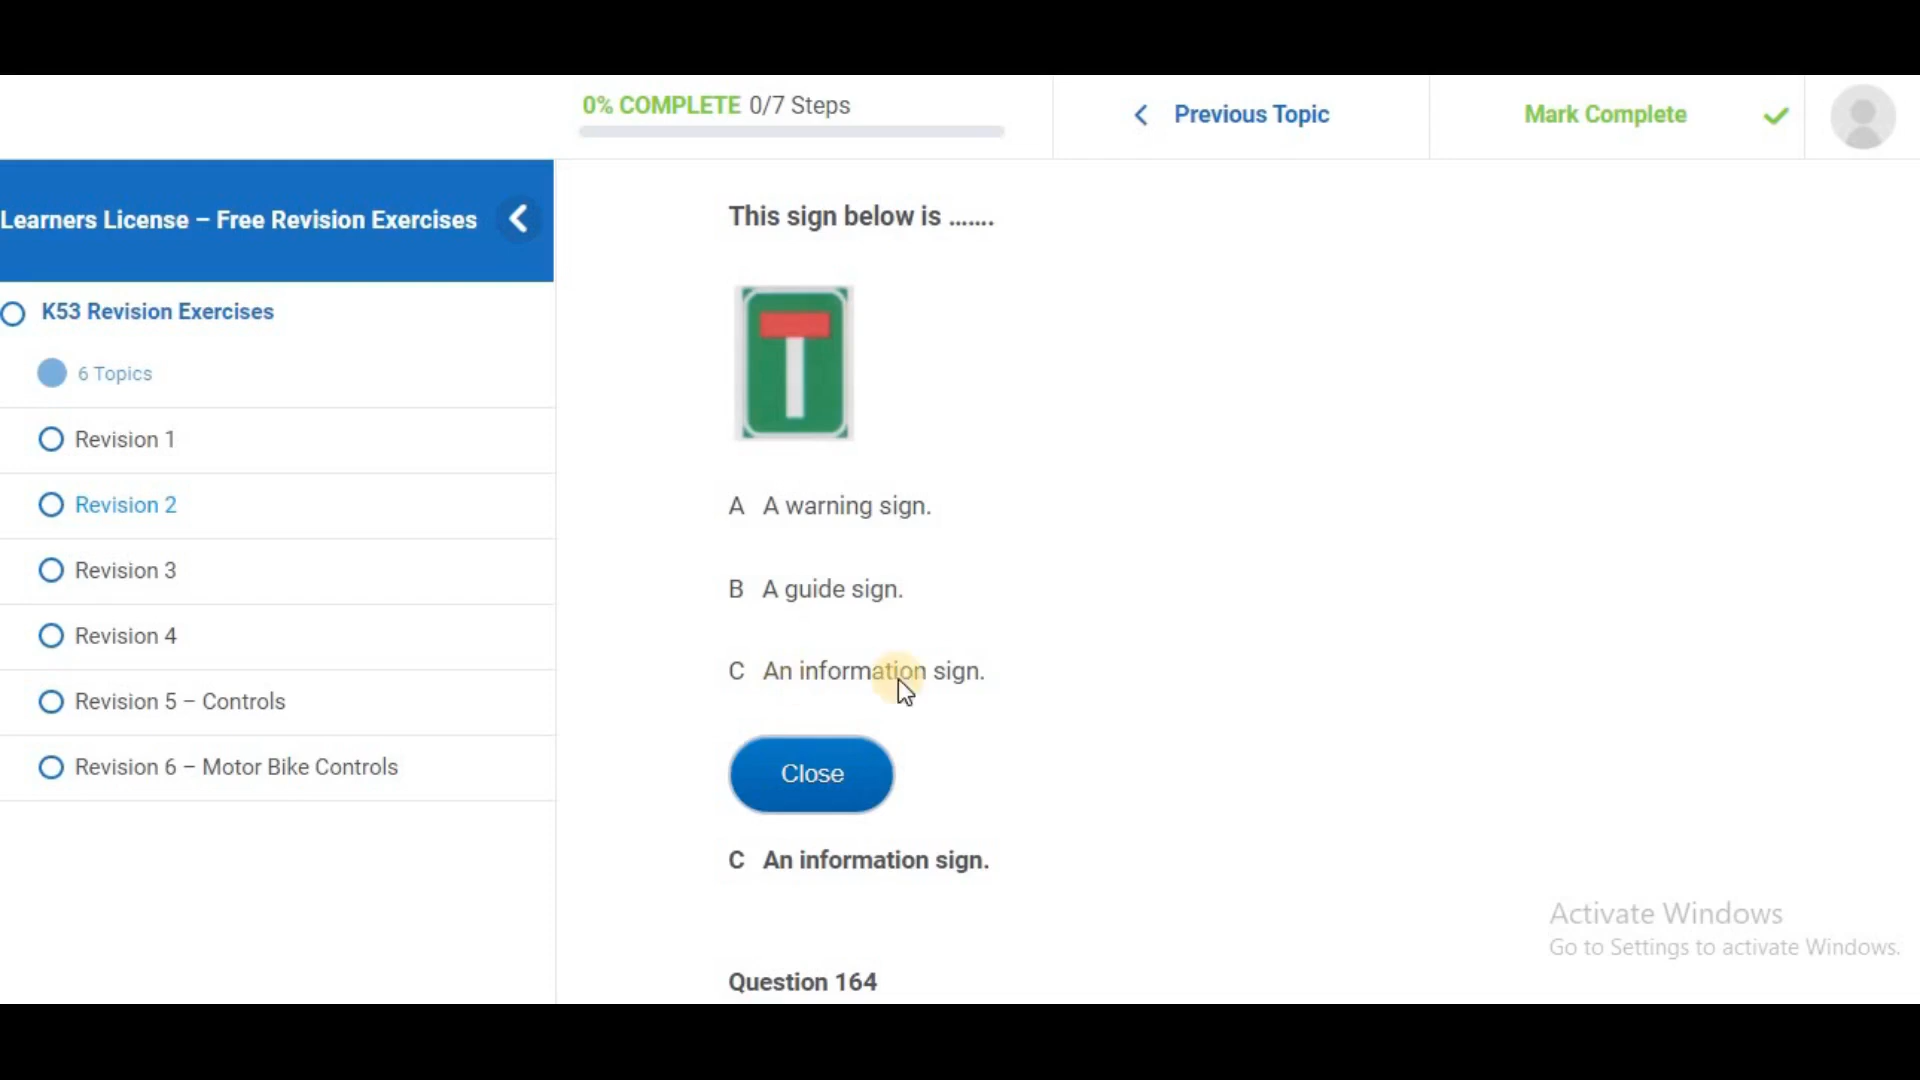 0% COMPLETE 0/7 Steps
Previous Topic
Mark Complete
Learners License – Free Revision Exercises
K53 Revision Exercises
6 Topics
Revision 1
Revision 2
Revision 3
Revision 4
Revision 5 – Controls
Revision 6 – Motor Bike Controls
This sign below is .......
A A warning sign.
B A guide sign.
C An information sign.
Close
C An information sign.
Question 164
Activate Windows
Go to Settings to activate Windows.